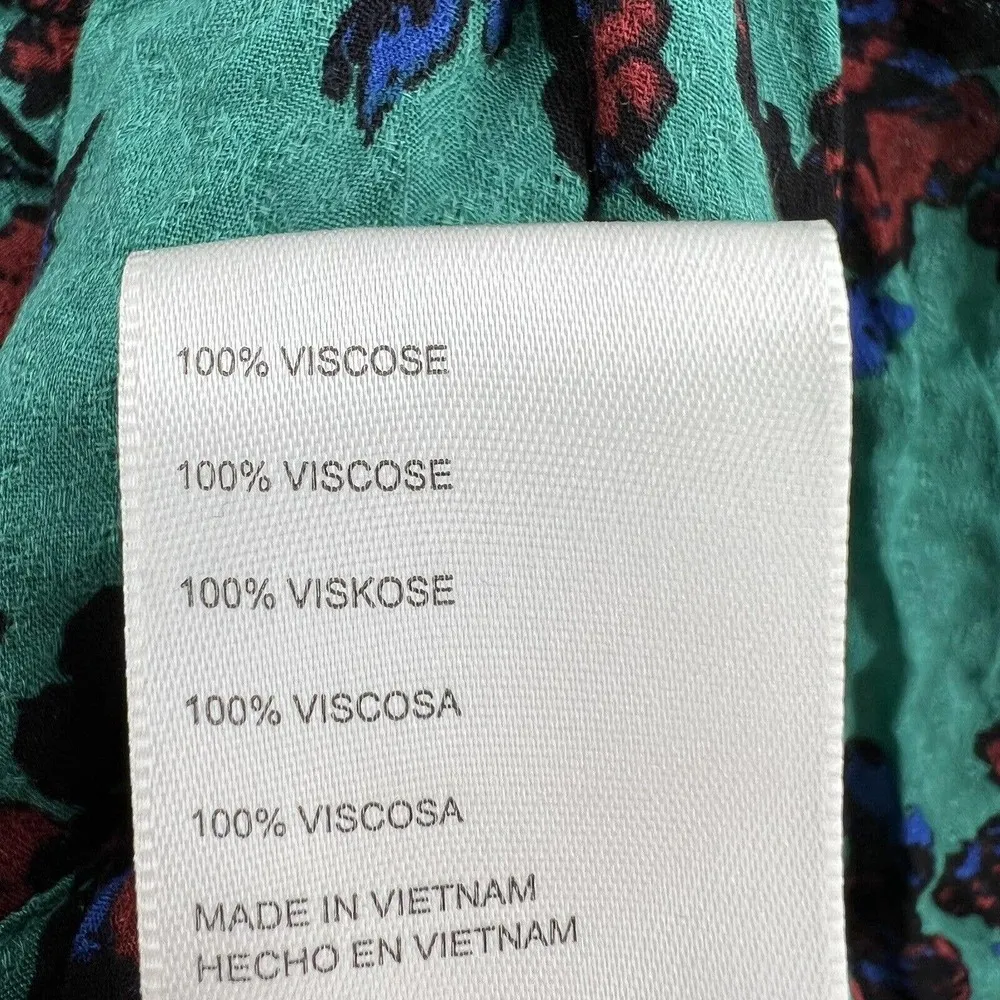 100% VISCOSE
100% VISCOSE
100% VISKOSE
100% VISCOSA
100% VISCOSA
MADE IN VIETNAM
HECHO EN VIETNAM